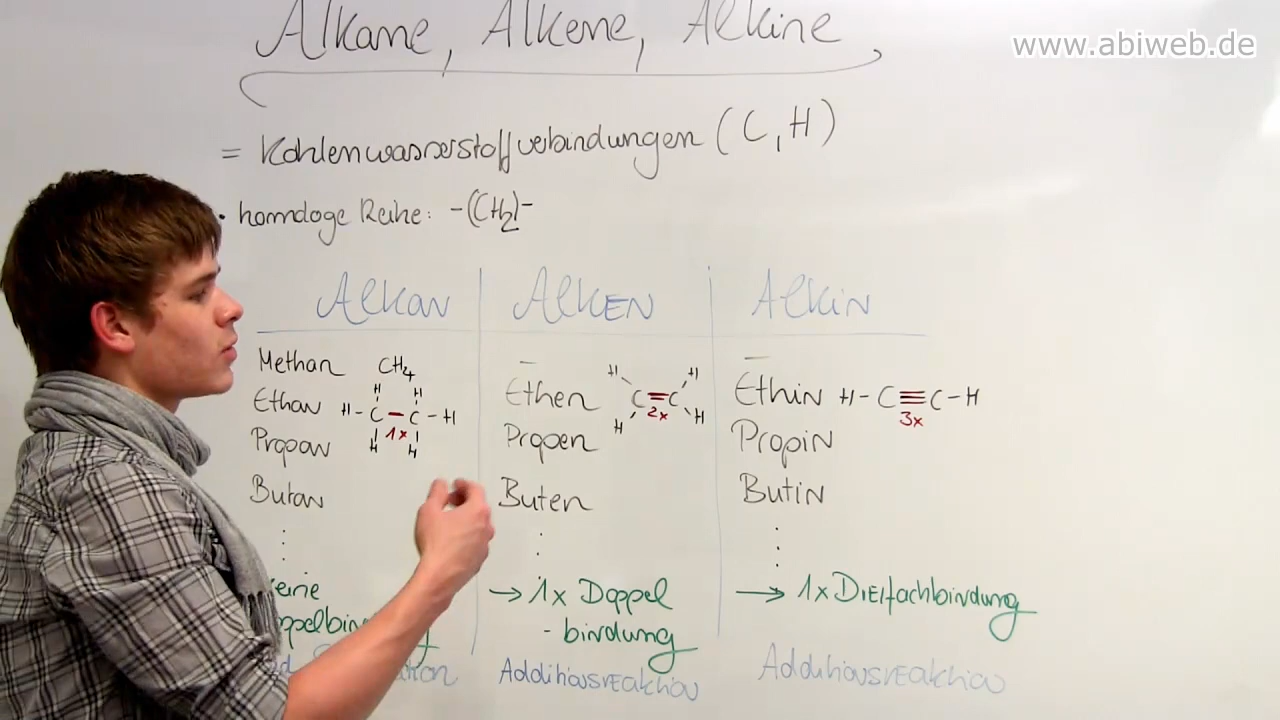 Alkane, Alkene, Alkine
www.abiweb.de
= Kohlenwasserstoffverbindungen (C, H)
• homologe Reihe: -(CH2)-
Alkan
Methan CH4
Ethan H-C-C-H
H H
H H
1x
Propan
Butan
⋮
AlkEN
–
Ethen C=C
H H
H H
2x
Propen
Buten
⋮
→ 1x Doppel
- bindung
Additionsreaktion
Alkin
–
Ethin H-C≡C-H
3x
Propin
Butin
⋮
→ 1x DrEIfachbindung
Additionsreaktion